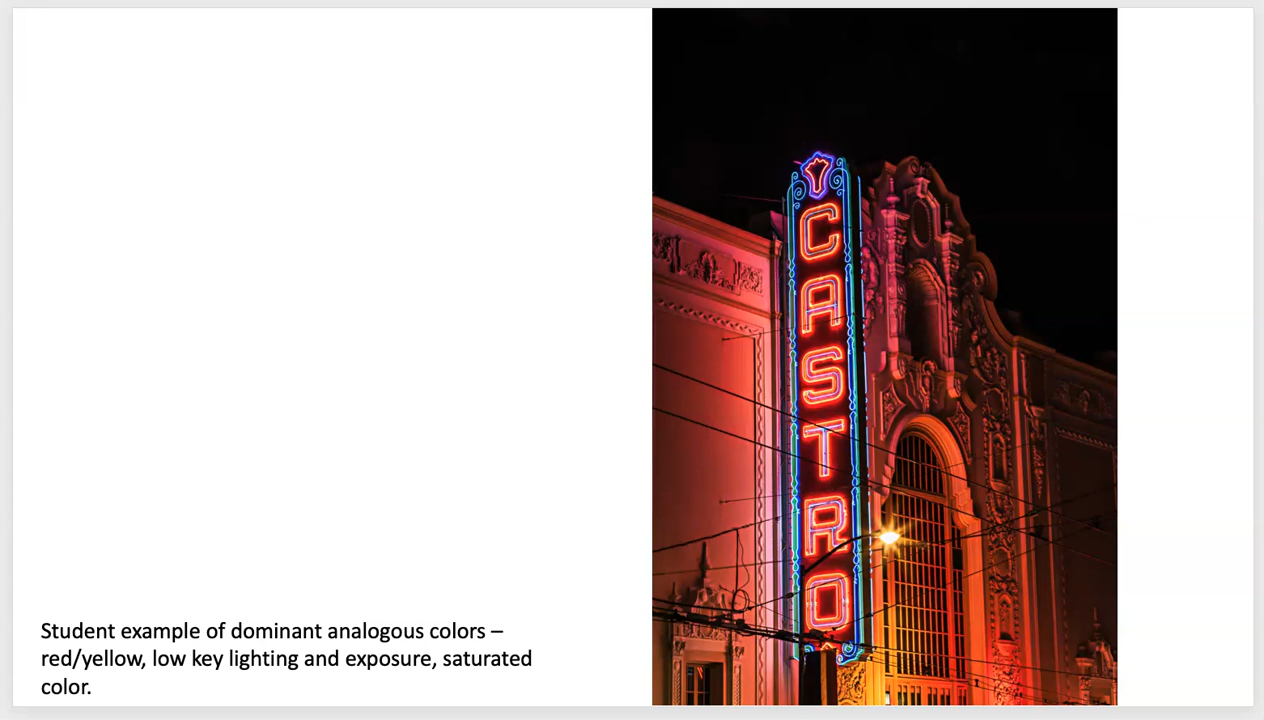 CASTRO
Student example of dominant analogous colors –
red/yellow, low key lighting and exposure, saturated
color.